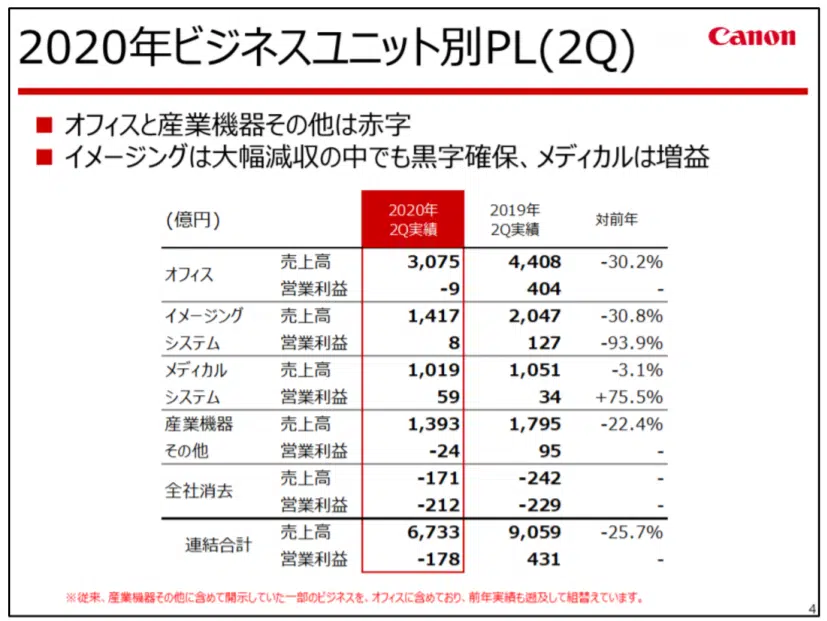 2020年ビジネスユニット別PL(2Q)
Canon
■ オフィスと産業機器その他は赤字
■ イメージングは大幅減収の中でも黒字確保、メディカルは増益
(億円) 2020年 2Q実績 2019年 2Q実績 対前年
オフィス 売上高 3,075 4,408 -30.2%
営業利益 -9 404 -
イメージング 売上高 1,417 2,047 -30.8%
システム 営業利益 8 127 -93.9%
メディカル 売上高 1,019 1,051 -3.1%
システム 営業利益 59 34 +75.5%
産業機器 売上高 1,393 1,795 -22.4%
その他 営業利益 -24 95 -
全社消去 売上高 -171 -242 -
営業利益 -212 -229 -
連結合計 売上高 6,733 9,059 -25.7%
営業利益 -178 431 -
※従来、産業機器その他に含めて開示していた一部のビジネスを、オフィスに含めており、前年実績も遡及して組替えています。
4